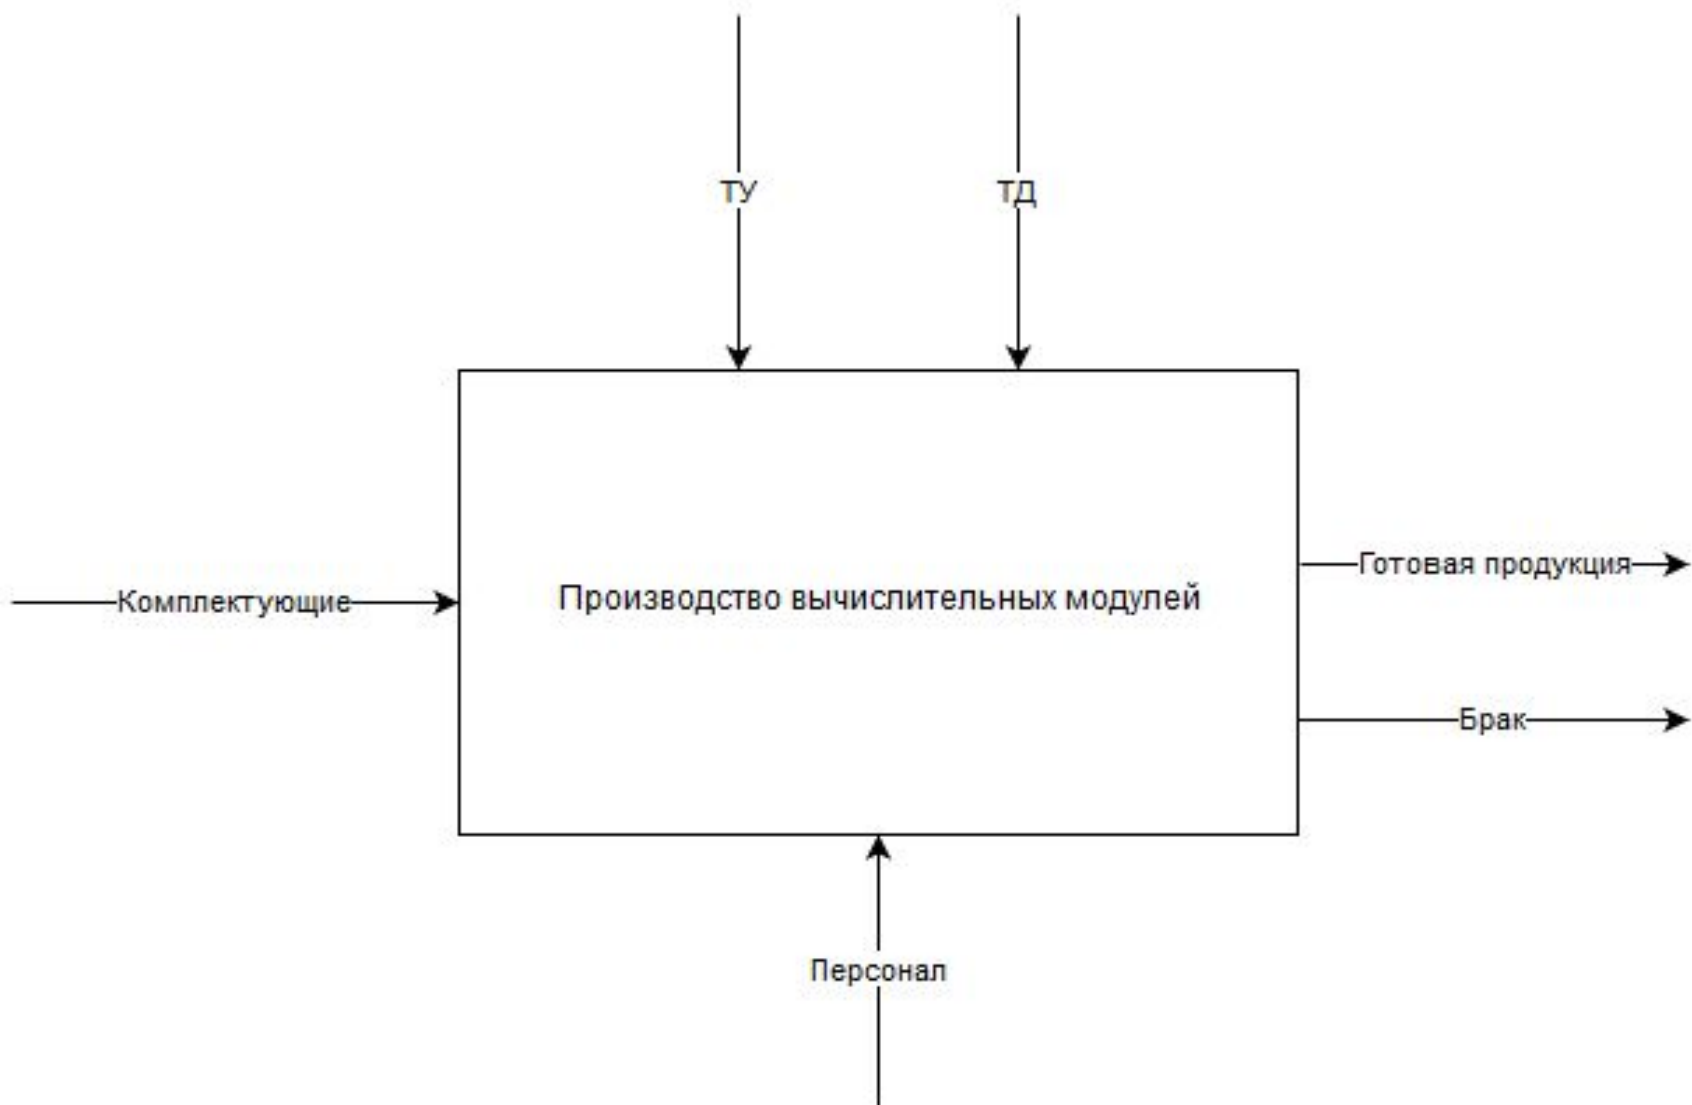 ТУ
ТД
Комплектующие
Производство вычислительных модулей
Готовая продукция
Брак
Персонал